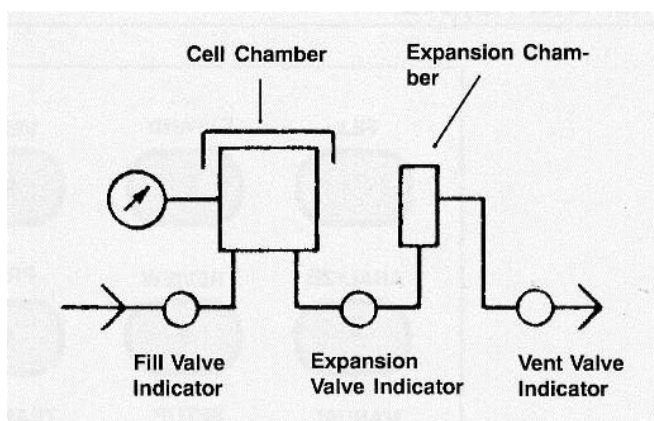 Cell Chamber
Expansion Cham-
ber
Fill Valve
Indicator
Expansion
Valve Indicator
Vent Valve
Indicator